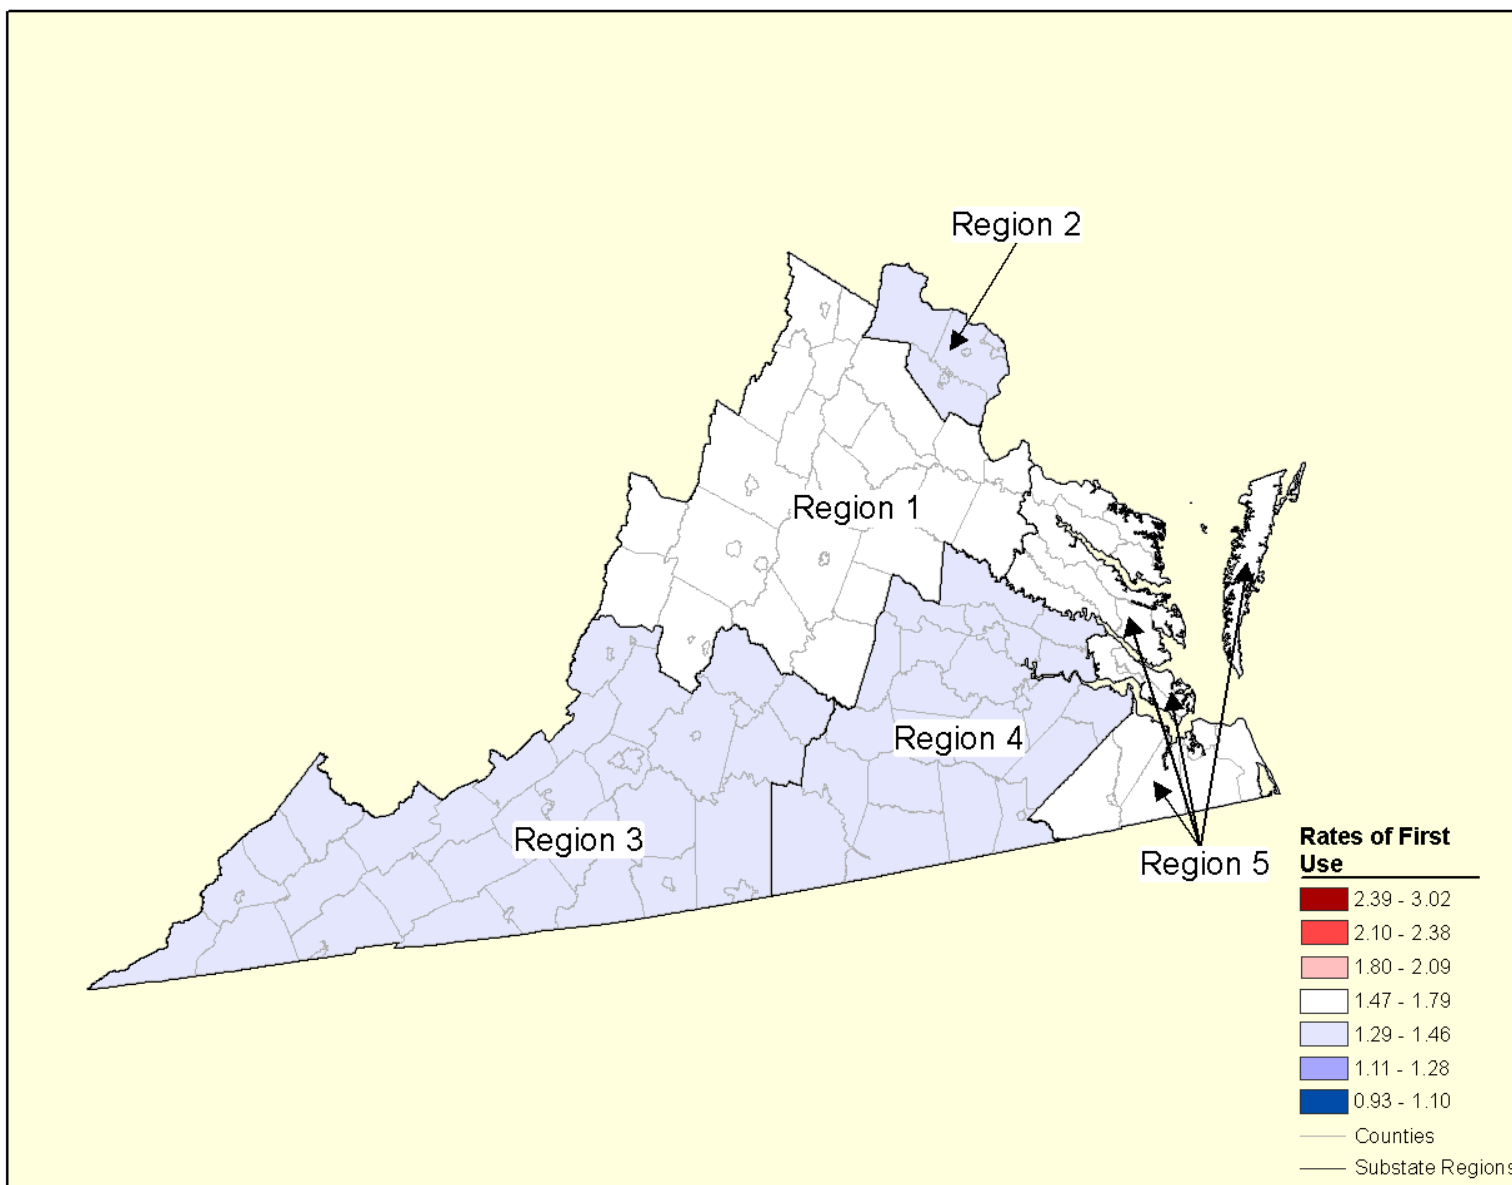 Region 2
Region 1
Region 4
Region 3
Region 5
Rates of First
Use
2.39 - 3.02
2.10 - 2.38
1.80 - 2.09
1.47 - 1.79
1.29 - 1.46
1.11 - 1.28
0.93 - 1.10
Counties
Substate Regions